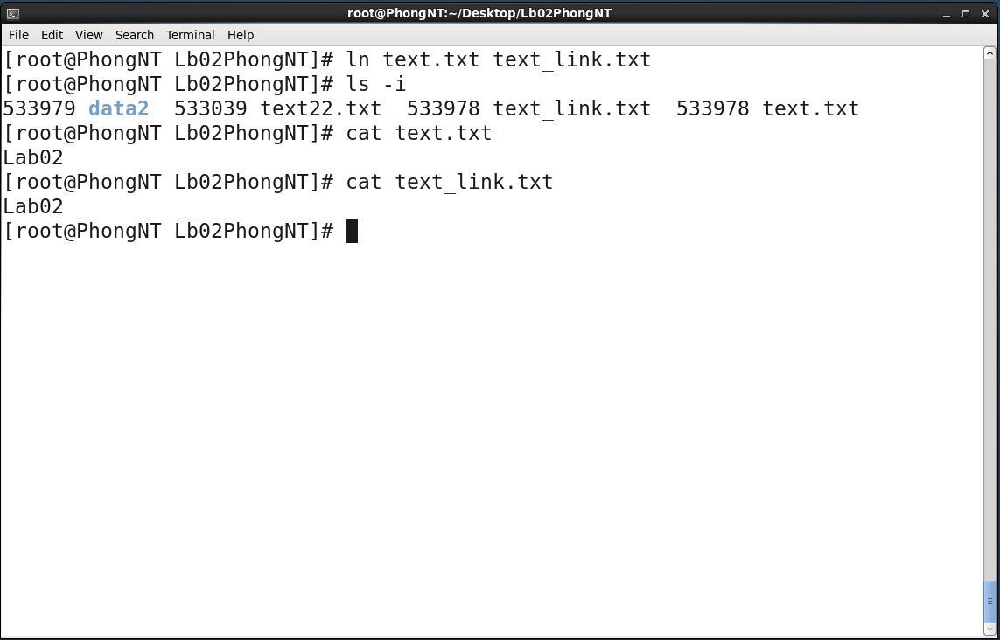 root@PhongNT:~/Desktop/Lb02PhongNT
File Edit View Search Terminal Help
[root@PhongNT Lb02PhongNT]# ln text.txt text_link.txt
[root@PhongNT Lb02PhongNT]# ls -i
533979 data2  533039 text22.txt  533978 text_link.txt  533978 text.txt
[root@PhongNT Lb02PhongNT]# cat text.txt
Lab02
[root@PhongNT Lb02PhongNT]# cat text_link.txt
Lab02
[root@PhongNT Lb02PhongNT]#